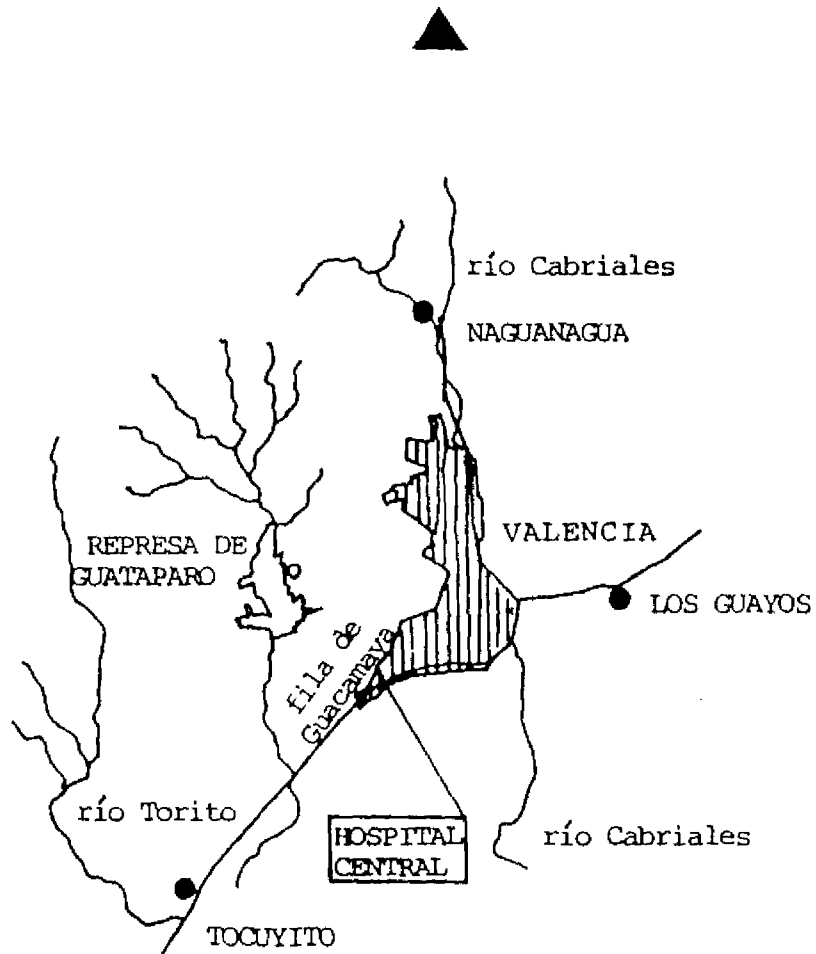 río Cabriales
NAGUANAGUA
VALENCIA
REPRESA DE
GUATAPARO
LOS GUAYOS
fila de
Guacamaya
río Torito
HOSPITAL
CENTRAL
río Cabriales
TOCUYITO